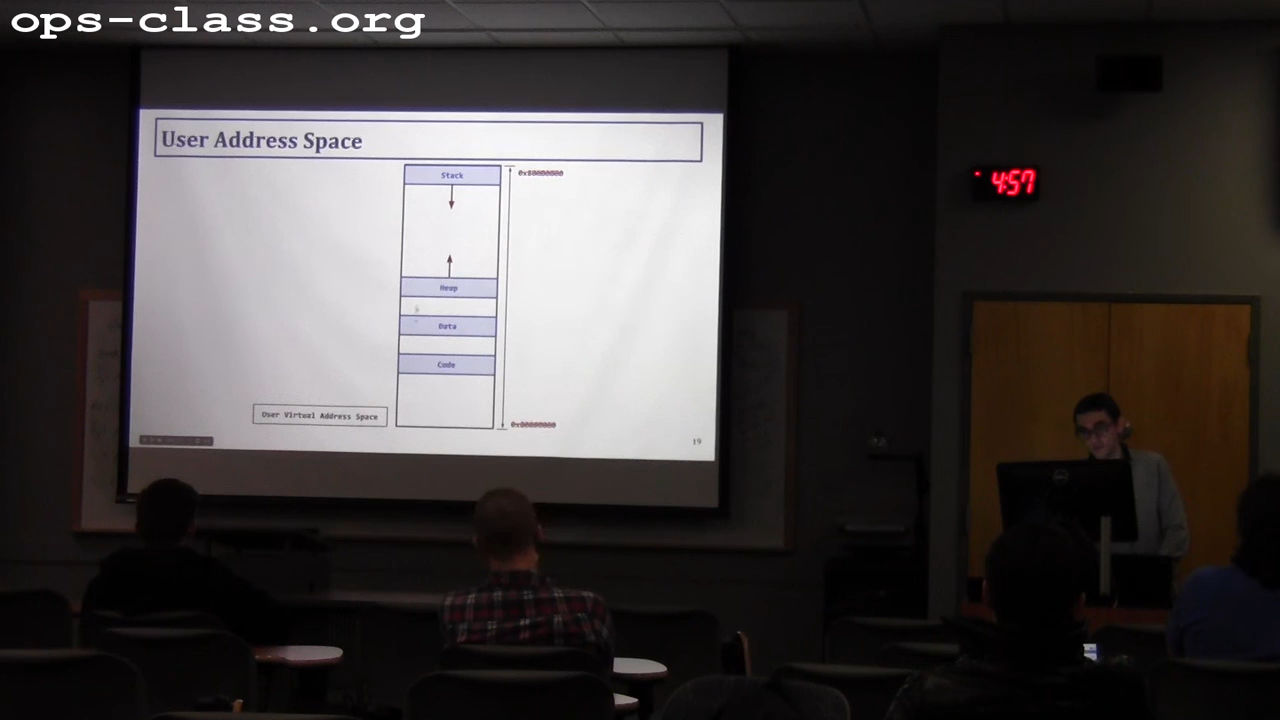 ops-class.org
User Address Space
Stack
0x80000000
4:57
Heap
Data
Code
User Virtual Address Space
0x00000000
19